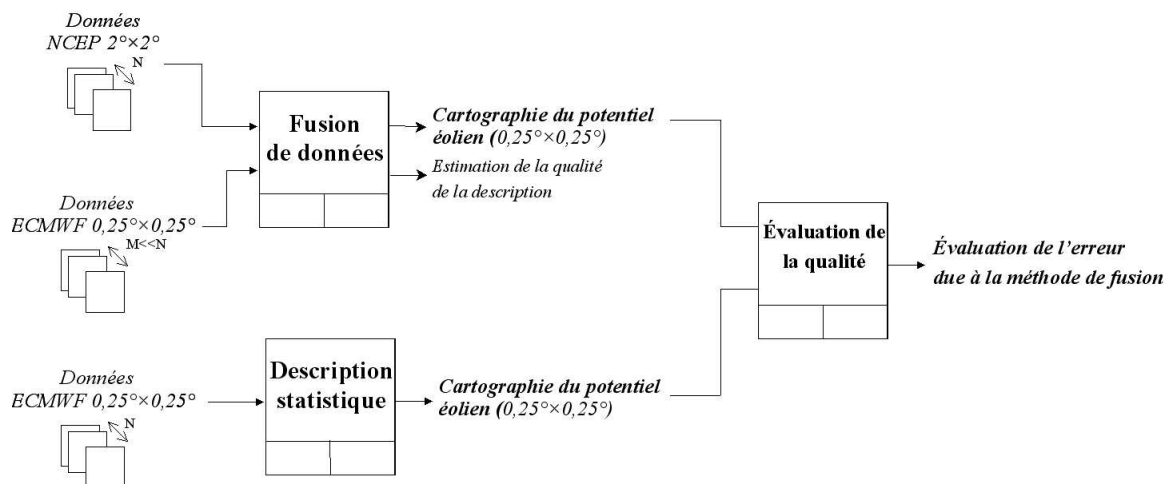 Données
NCEP 2°×2°
N
Fusion
de données
Cartographie du potentiel
éolien (0,25°×0,25°)
Estimation de la qualité
de la description
Données
ECMWF 0,25°×0,25°
M<<N
Évaluation de
la qualité
Évaluation de l'erreur
due à la méthode de fusion
Description
statistique
Cartographie du potentiel
éolien (0,25°×0,25°)
Données
ECMWF 0,25°×0,25°
N